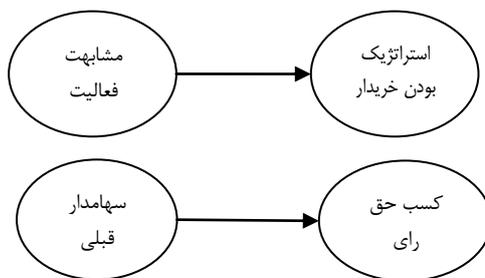 استراتژیک
بودن خریدار
مشابهت
فعالیت
کسب حق
رای
سهامدار
قبلی